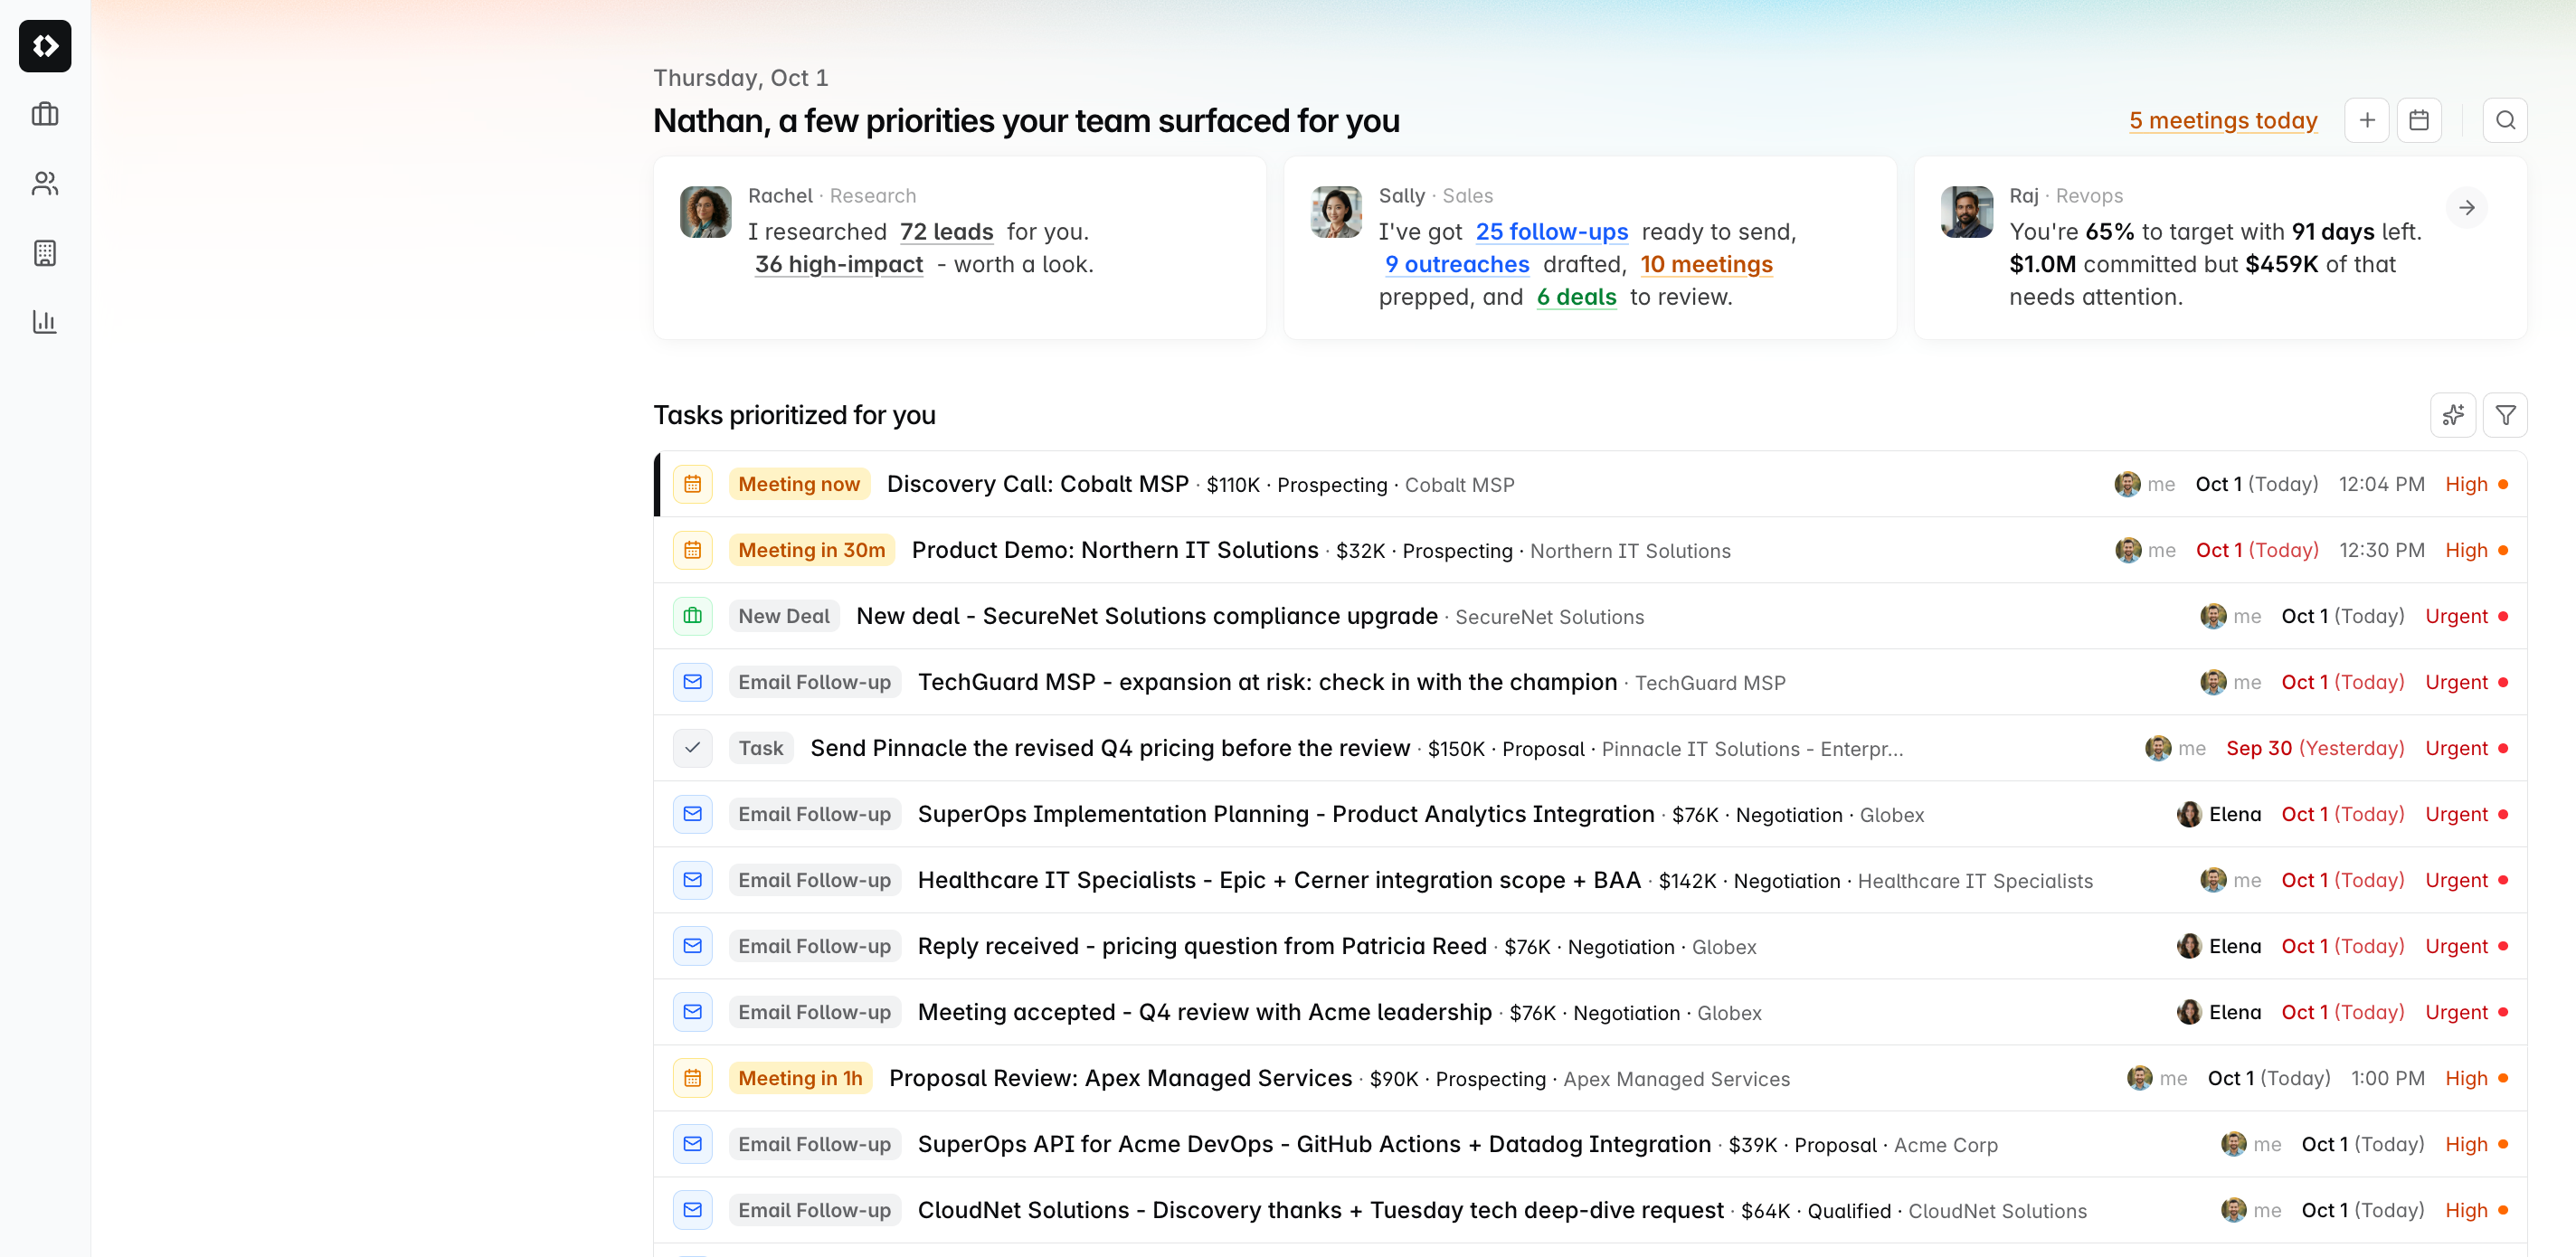 Thursday, Oct 1
Nathan, a few priorities your team surfaced for you
5 meetings today
Rachel · Research
I researched 72 leads for you.
36 high-impact - worth a look.
Sally · Sales
I've got 25 follow-ups ready to send,
9 outreaches drafted, 10 meetings
prepped, and 6 deals to review.
Raj · Revops
You're 65% to target with 91 days left.
$1.0M committed but $459K of that
needs attention.
Tasks prioritized for you
Meeting now Discovery Call: Cobalt MSP · $110K · Prospecting · Cobalt MSP me Oct 1 (Today) 12:04 PM High
Meeting in 30m Product Demo: Northern IT Solutions · $32K · Prospecting · Northern IT Solutions me Oct 1 (Today) 12:30 PM High
New Deal New deal - SecureNet Solutions compliance upgrade · SecureNet Solutions me Oct 1 (Today) Urgent
Email Follow-up TechGuard MSP - expansion at risk: check in with the champion · TechGuard MSP me Oct 1 (Today) Urgent
Task Send Pinnacle the revised Q4 pricing before the review · $150K · Proposal · Pinnacle IT Solutions - Enterpr... me Sep 30 (Yesterday) Urgent
Email Follow-up SuperOps Implementation Planning - Product Analytics Integration · $76K · Negotiation · Globex Elena Oct 1 (Today) Urgent
Email Follow-up Healthcare IT Specialists - Epic + Cerner integration scope + BAA · $142K · Negotiation · Healthcare IT Specialists me Oct 1 (Today) Urgent
Email Follow-up Reply received - pricing question from Patricia Reed · $76K · Negotiation · Globex Elena Oct 1 (Today) Urgent
Email Follow-up Meeting accepted - Q4 review with Acme leadership · $76K · Negotiation · Globex Elena Oct 1 (Today) Urgent
Meeting in 1h Proposal Review: Apex Managed Services · $90K · Prospecting · Apex Managed Services me Oct 1 (Today) 1:00 PM High
Email Follow-up SuperOps API for Acme DevOps - GitHub Actions + Datadog Integration · $39K · Proposal · Acme Corp me Oct 1 (Today) High
Email Follow-up CloudNet Solutions - Discovery thanks + Tuesday tech deep-dive request · $64K · Qualified · CloudNet Solutions me Oct 1 (Today) High